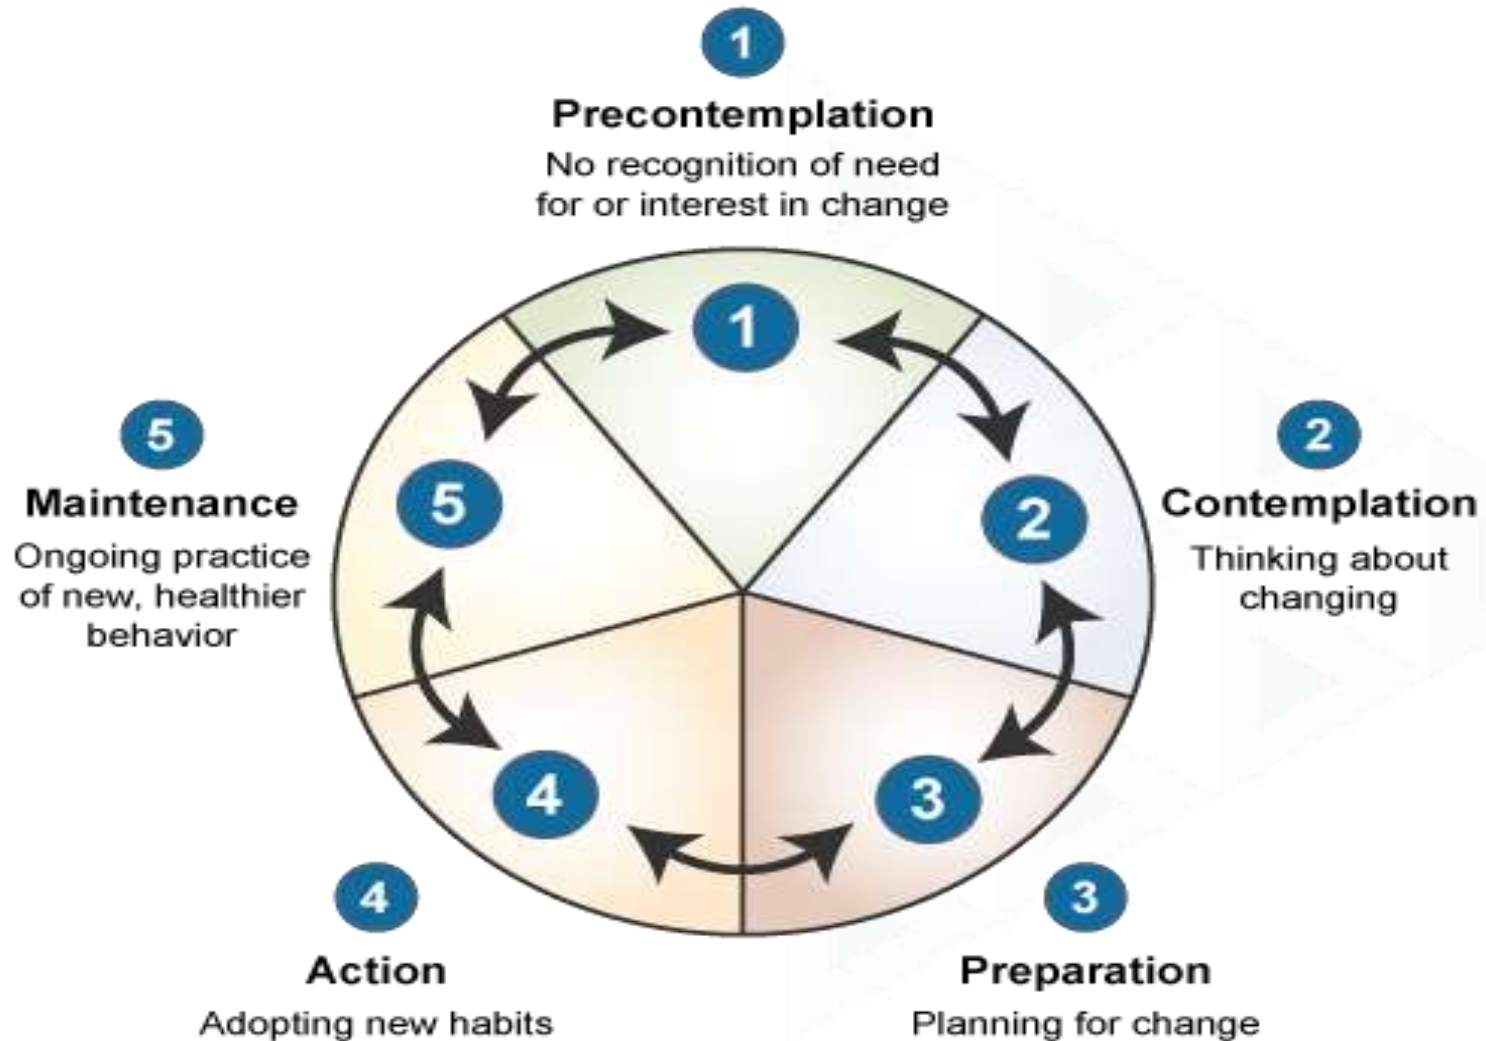 1
Precontemplation
No recognition of need
for or interest in change
1
2
3
4
5
2
Contemplation
Thinking about
changing
3
Preparation
Planning for change
4
Action
Adopting new habits
5
Maintenance
Ongoing practice
of new, healthier
behavior